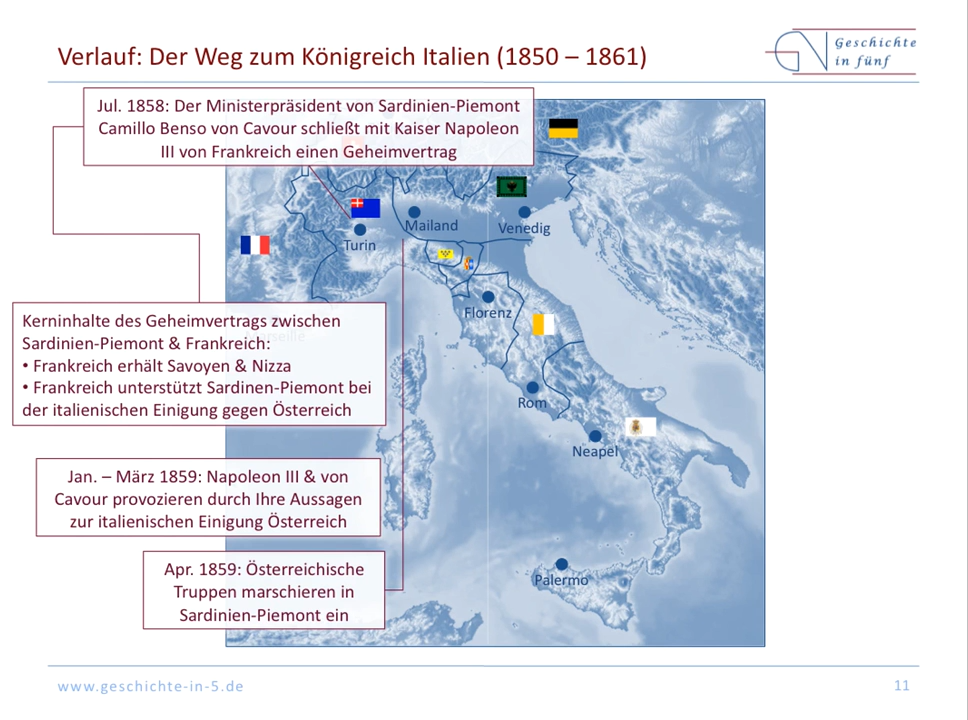 Verlauf: Der Weg zum Königreich Italien (1850 – 1861)
Geschichte
in fünf
Jul. 1858: Der Ministerpräsident von Sardinien-Piemont
Camillo Benso von Cavour schließt mit Kaiser Napoleon
III von Frankreich einen Geheimvertrag
Mailand
Venedig
Turin
Florenz
Kerninhalte des Geheimvertrags zwischen
Sardinien-Piemont & Frankreich:
• Frankreich erhält Savoyen & Nizza
• Frankreich unterstützt Sardinen-Piemont bei
der italienischen Einigung gegen Österreich
Rom
Neapel
Jan. – März 1859: Napoleon III & von
Cavour provozieren durch Ihre Aussagen
zur italienischen Einigung Österreich
Apr. 1859: Österreichische
Truppen marschieren in
Sardinien-Piemont ein
Palermo
www.geschichte-in-5.de
11